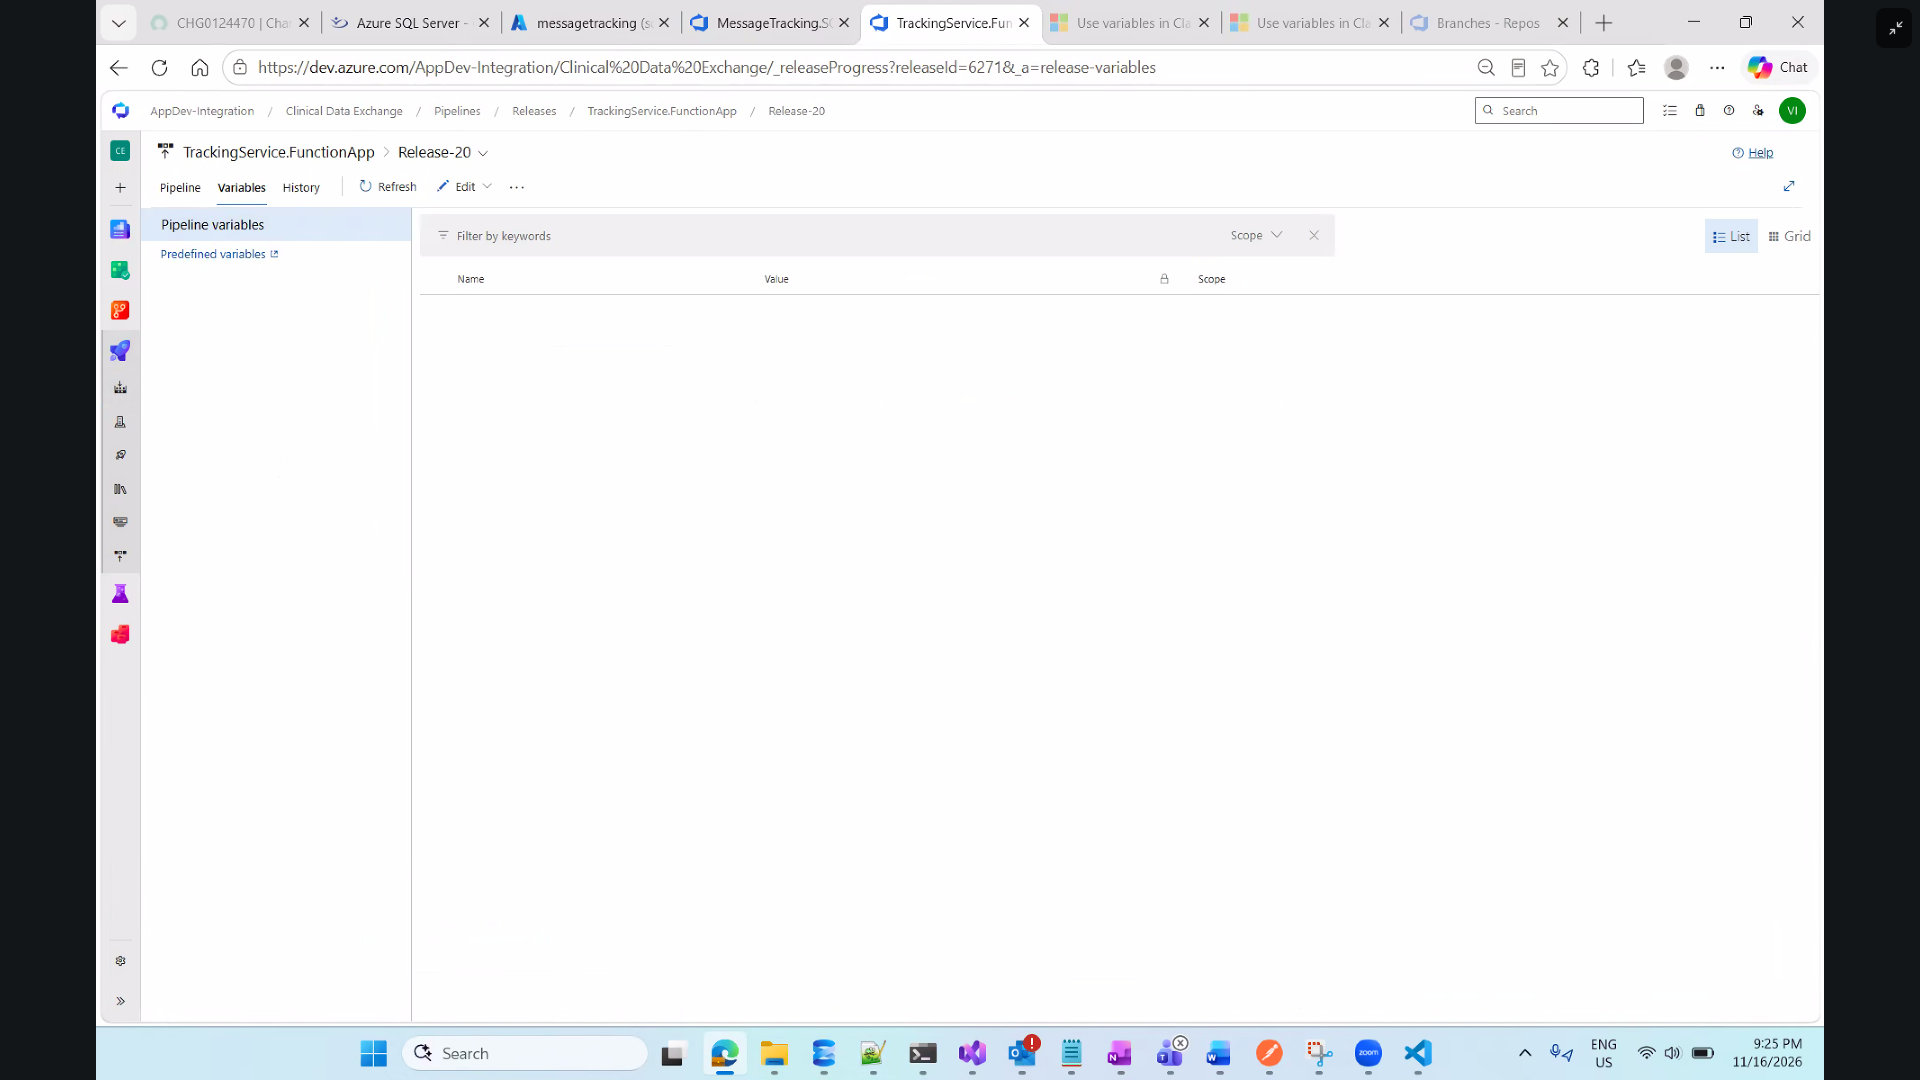 CHG0124470 | Cha
Azure SQL Server -
messagetracking (s
MessageTracking.S
TrackingService.Fun
Use variables in Cla
Use variables in Cla
Branches - Repos
https://dev.azure.com/AppDev-Integration/Clinical%20Data%20Exchange/_releaseProgress?releaseId=6271&_a=release-variables
Chat
AppDev-Integration / Clinical Data Exchange / Pipelines / Releases / TrackingService.FunctionApp / Release-20
Search
VI
CE
TrackingService.FunctionApp > Release-20
Help
Pipeline Variables History Refresh Edit
Pipeline variables
Predefined variables
Filter by keywords
Scope
List
Grid
Name Value Scope
Search
zoom
ENG
US
9:25 PM
11/16/2026